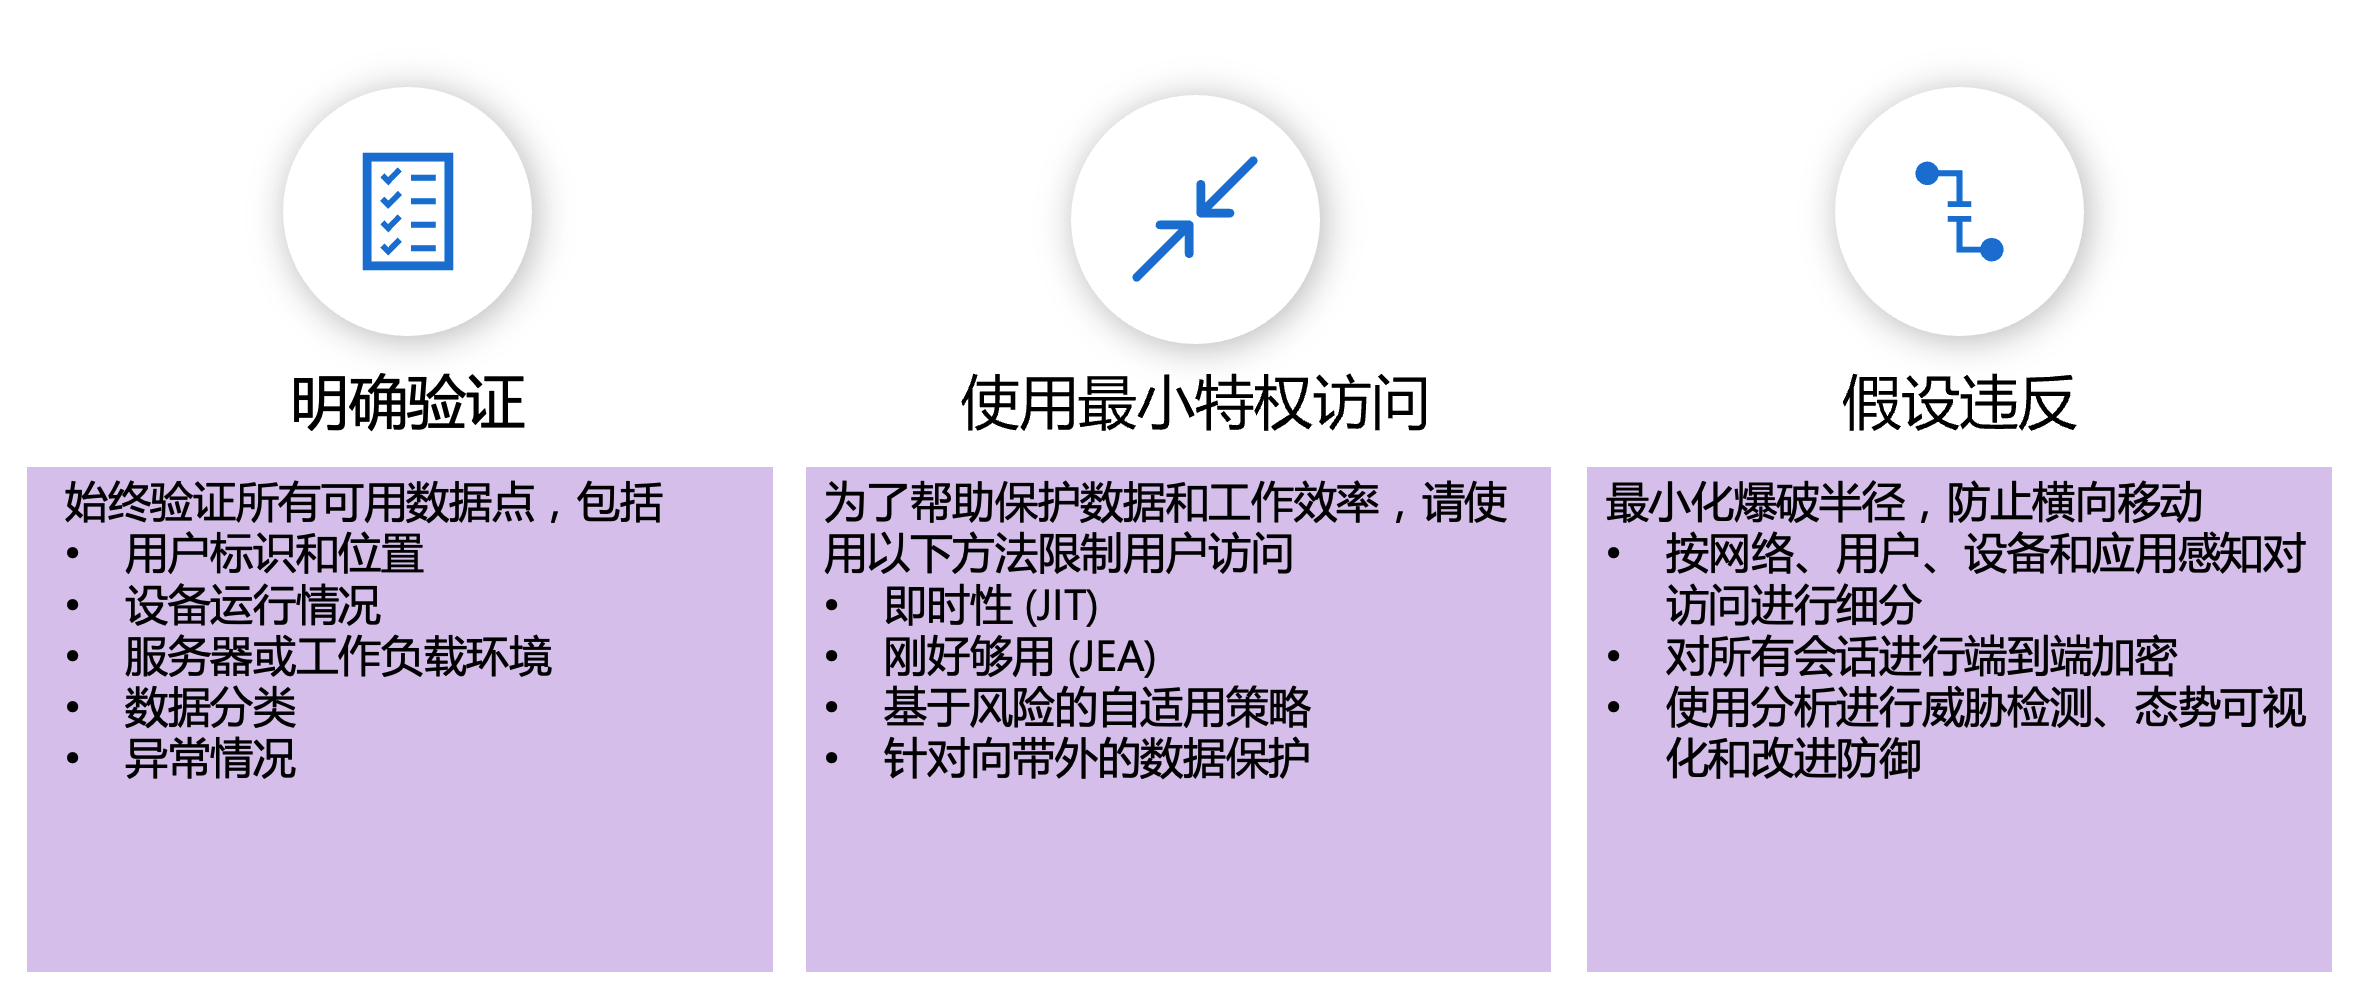 明确验证
始终验证所有可用数据点，包括
• 用户标识和位置
• 设备运行情况
• 服务器或工作负载环境
• 数据分类
• 异常情况
使用最小特权访问
为了帮助保护数据和工作效率，请使
用以下方法限制用户访问
• 即时性 (JIT)
• 刚好够用 (JEA)
• 基于风险的自适用策略
• 针对向带外的数据保护
假设违反
最小化爆破半径，防止横向移动
• 按网络、用户、设备和应用感知对
访问进行细分
• 对所有会话进行端到端加密
• 使用分析进行威胁检测、态势可视
化和改进防御